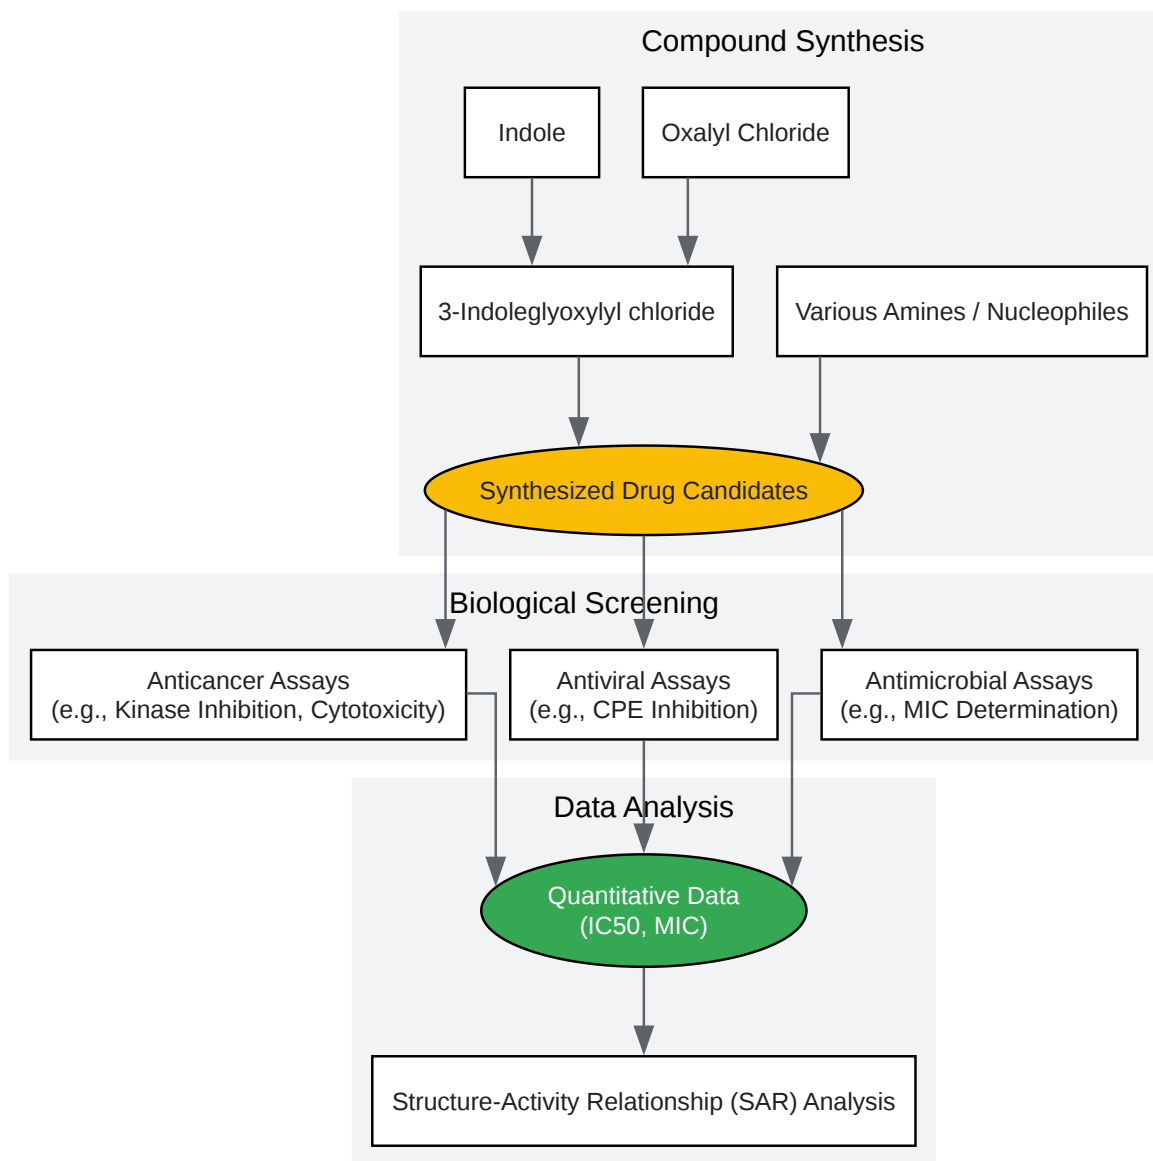 Compound Synthesis
Indole
Oxalyl Chloride
3-Indoleglyoxylyl chloride
Various Amines / Nucleophiles
Synthesized Drug Candidates
Biological Screening
Anticancer Assays
(e.g., Kinase Inhibition, Cytotoxicity)
Antiviral Assays
(e.g., CPE Inhibition)
Antimicrobial Assays
(e.g., MIC Determination)
Data Analysis
Quantitative Data
(IC50, MIC)
Structure-Activity Relationship (SAR) Analysis